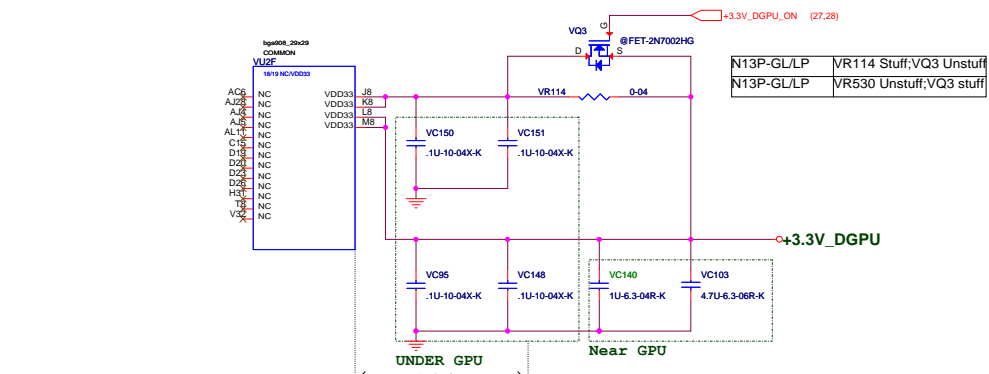 +3.3V_DGPU_ON (27,28)
G
VQ3
@FET-2N7002HG
D
S
bga908_29x29
COMMON
VU2F
18/19 NC/VDD33
N13P-GL/LP VR114 Stuff;VQ3 Unstuff
N13P-GL/LP VR530 Unstuff;VQ3 stuff
AC6 NC VDD33 J8
AJ28 NC VDD33 K8
AJ4 NC VDD33 L8
AJ5 NC VDD33 M8
AL11 NC
C15 NC
D19 NC
D20 NC
D23 NC
D26 NC
H31 NC
T8 NC
V32 NC
VR114 0-04
VC150
.1U-10-04X-K
VC151
.1U-10-04X-K
+3.3V_DGPU
VC95
.1U-10-04X-K
VC148
.1U-10-04X-K
VC140
1U-6.3-04R-K
VC103
4.7U-6.3-06R-K
UNDER GPU
Near GPU